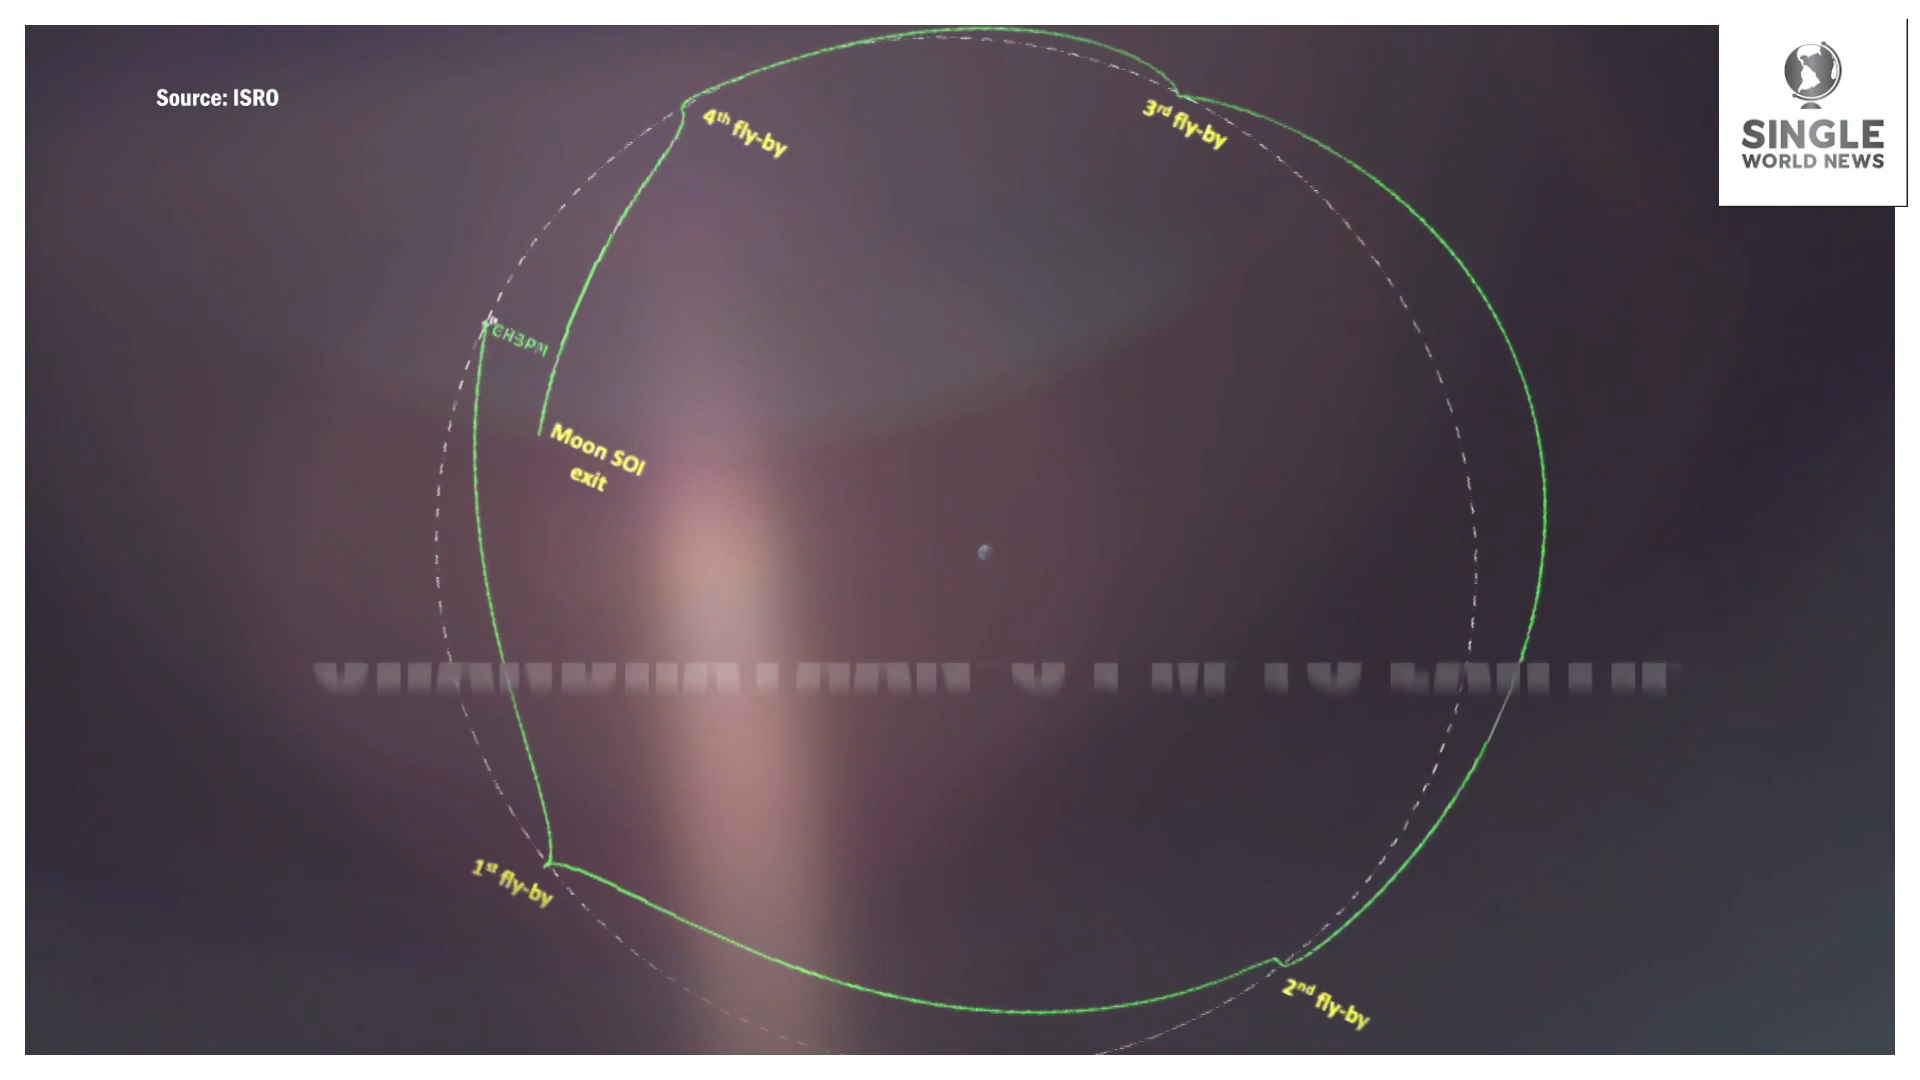 Source: ISRO
SINGLE
WORLD NEWS
4th fly-by
3rd fly-by
CH3PM
Moon SOI
exit
1st fly-by
2nd fly-by